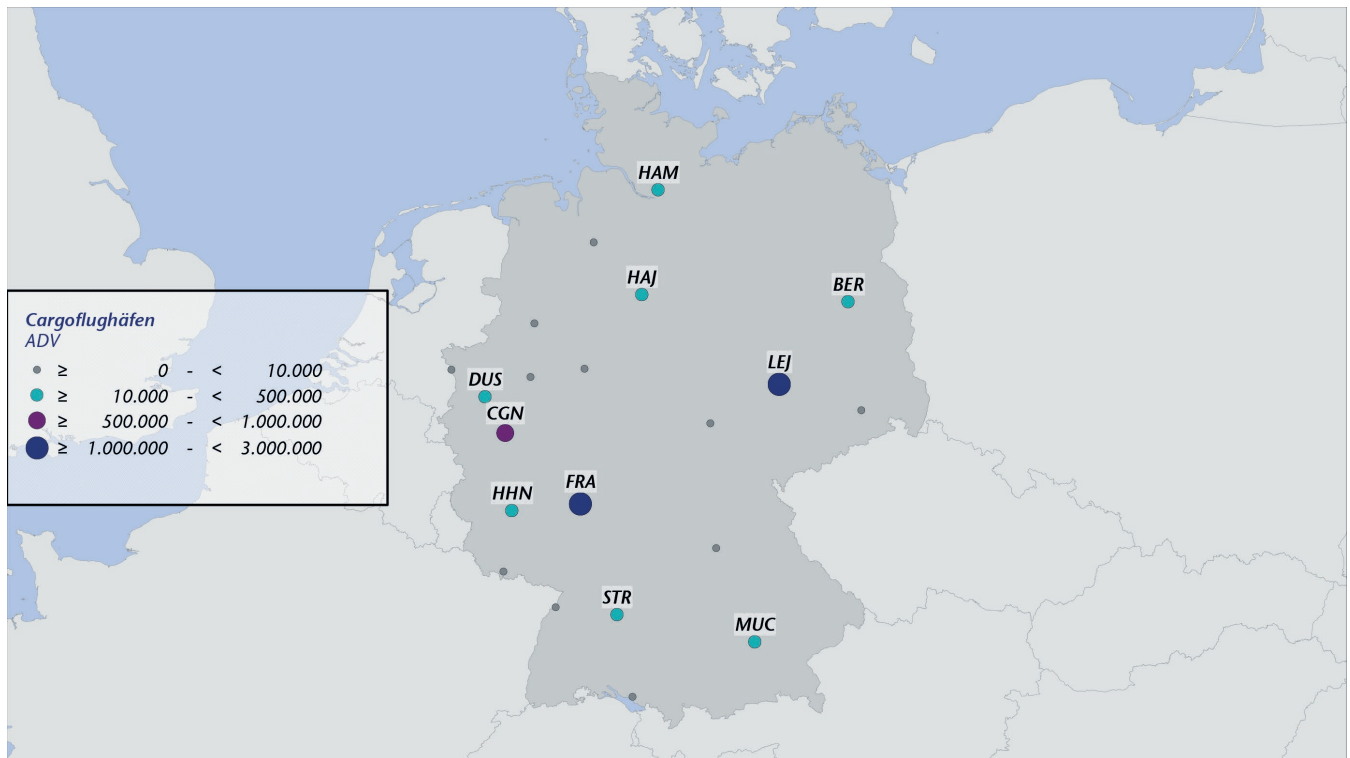 HAM
HAJ
BER
Cargoflughäfen
ADV
≥ 0 - < 10.000
≥ 10.000 - < 500.000
≥ 500.000 - < 1.000.000
≥ 1.000.000 - < 3.000.000
LEJ
DUS
CGN
FRA
HHN
STR
MUC